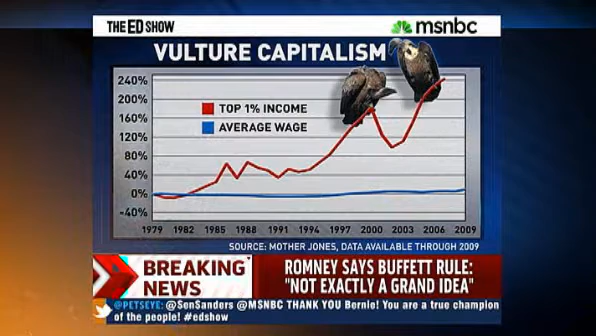 THE ED SHOW
msnbc
VULTURE CAPITALISM
240%
200%
160%
120%
80%
40%
0%
-40%
TOP 1% INCOME
AVERAGE WAGE
1979 1982 1985 1988 1991 1994 1997 2000 2003 2006 2009
SOURCE: MOTHER JONES, DATA AVAILABLE THROUGH 2009
BREAKING
NEWS
ROMNEY SAYS BUFFETT RULE:
"NOT EXACTLY A GRAND IDEA"
@PETSEYE: @SenSanders @MSNBC THANK YOU Bernie! You are a true champion
of the people! #edshow